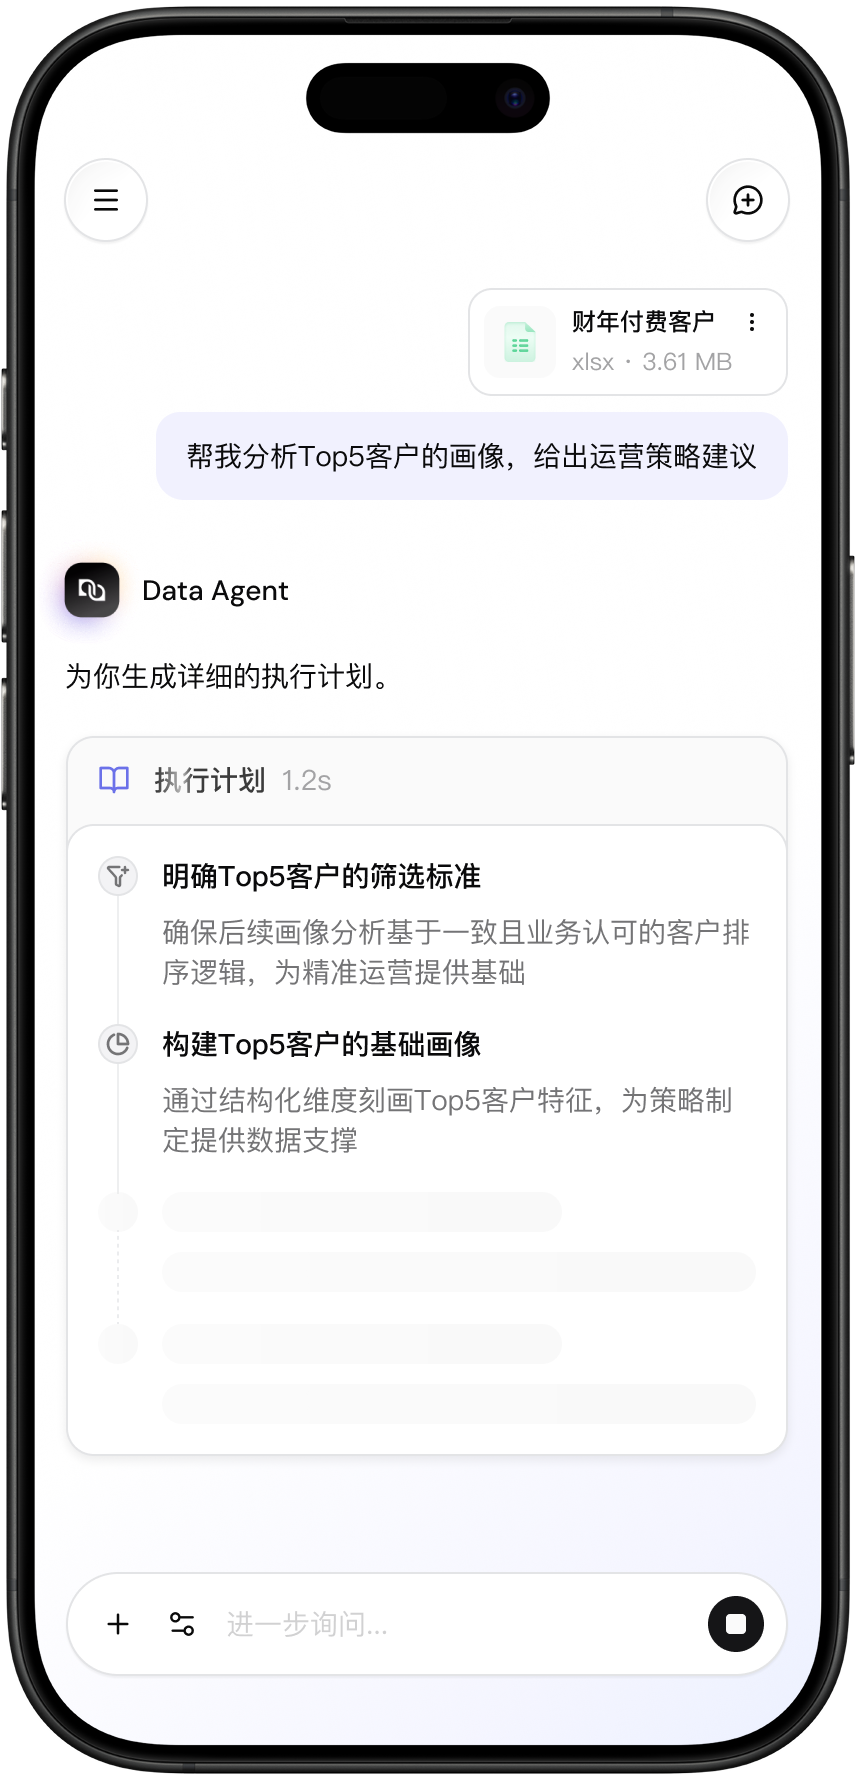 财年付费客户
xlsx · 3.61 MB
帮我分析Top5客户的画像，给出运营策略建议
Data Agent
为你生成详细的执行计划。
执行计划 1.2s
明确Top5客户的筛选标准
确保后续画像分析基于一致且业务认可的客户排
序逻辑，为精准运营提供基础
构建Top5客户的基础画像
通过结构化维度刻画Top5客户特征，为策略制
定提供数据支撑
进一步询问...